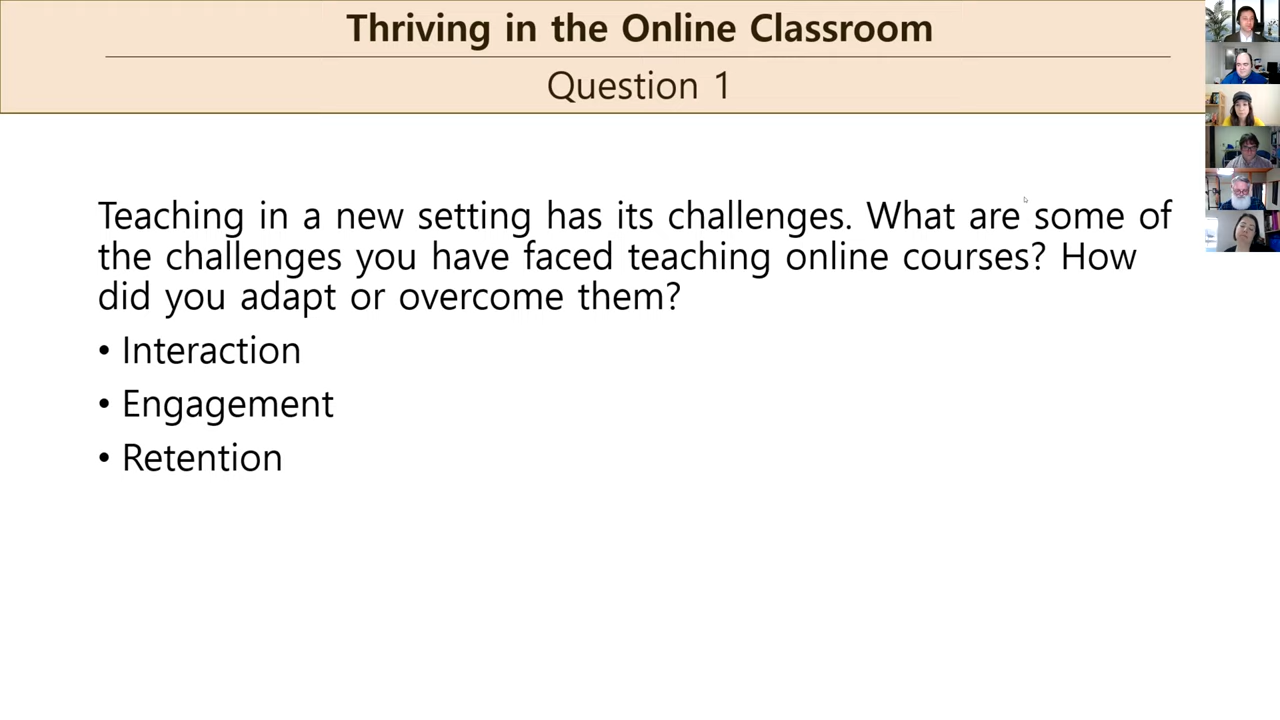 Thriving in the Online Classroom
Question 1
Teaching in a new setting has its challenges. What are some of
the challenges you have faced teaching online courses? How
did you adapt or overcome them?
• Interaction
• Engagement
• Retention